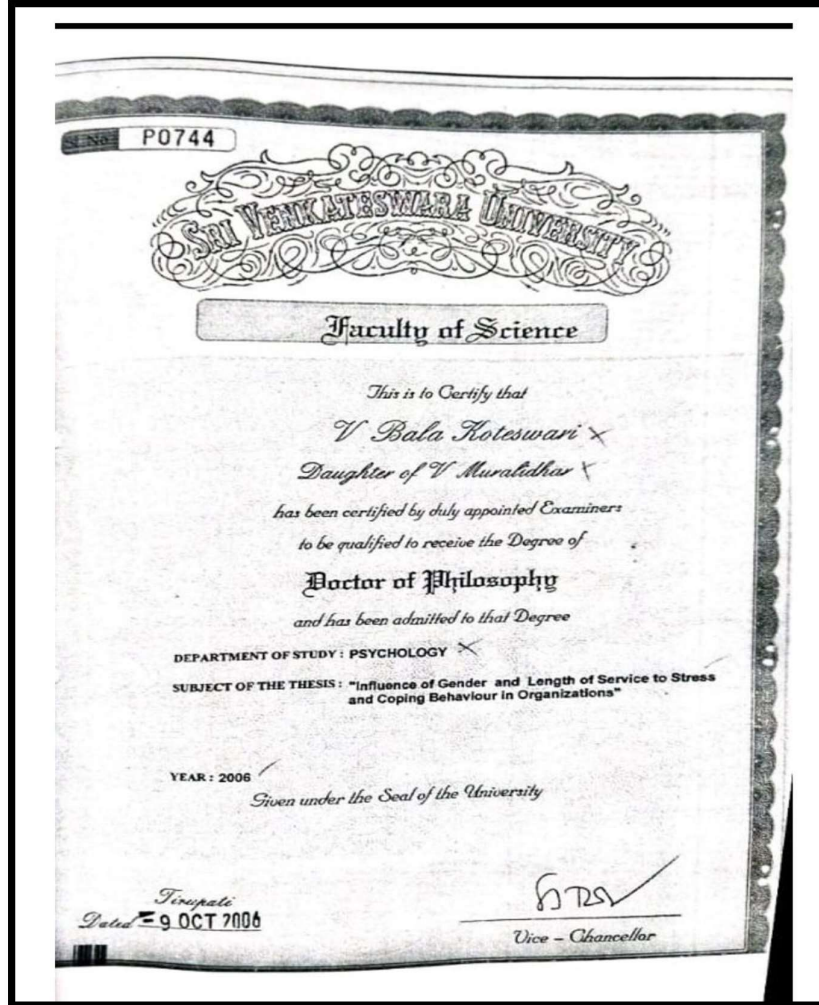 Sl No P0744
SRI VENKATESWARA UNIVERSITY
Faculty of Science
This is to Certify that
V Bala Koteswari
Daughter of V Muralidhar
has been certified by duly appointed Examiners
to be qualified to receive the Degree of
Doctor of Philosophy
and has been admitted to that Degree
DEPARTMENT OF STUDY : PSYCHOLOGY
SUBJECT OF THE THESIS : "Influence of Gender and Length of Service to Stress
and Coping Behaviour in Organizations"
YEAR : 2006
Given under the Seal of the University
Tirupati
Dated - 9 OCT 2006
Vice - Chancellor